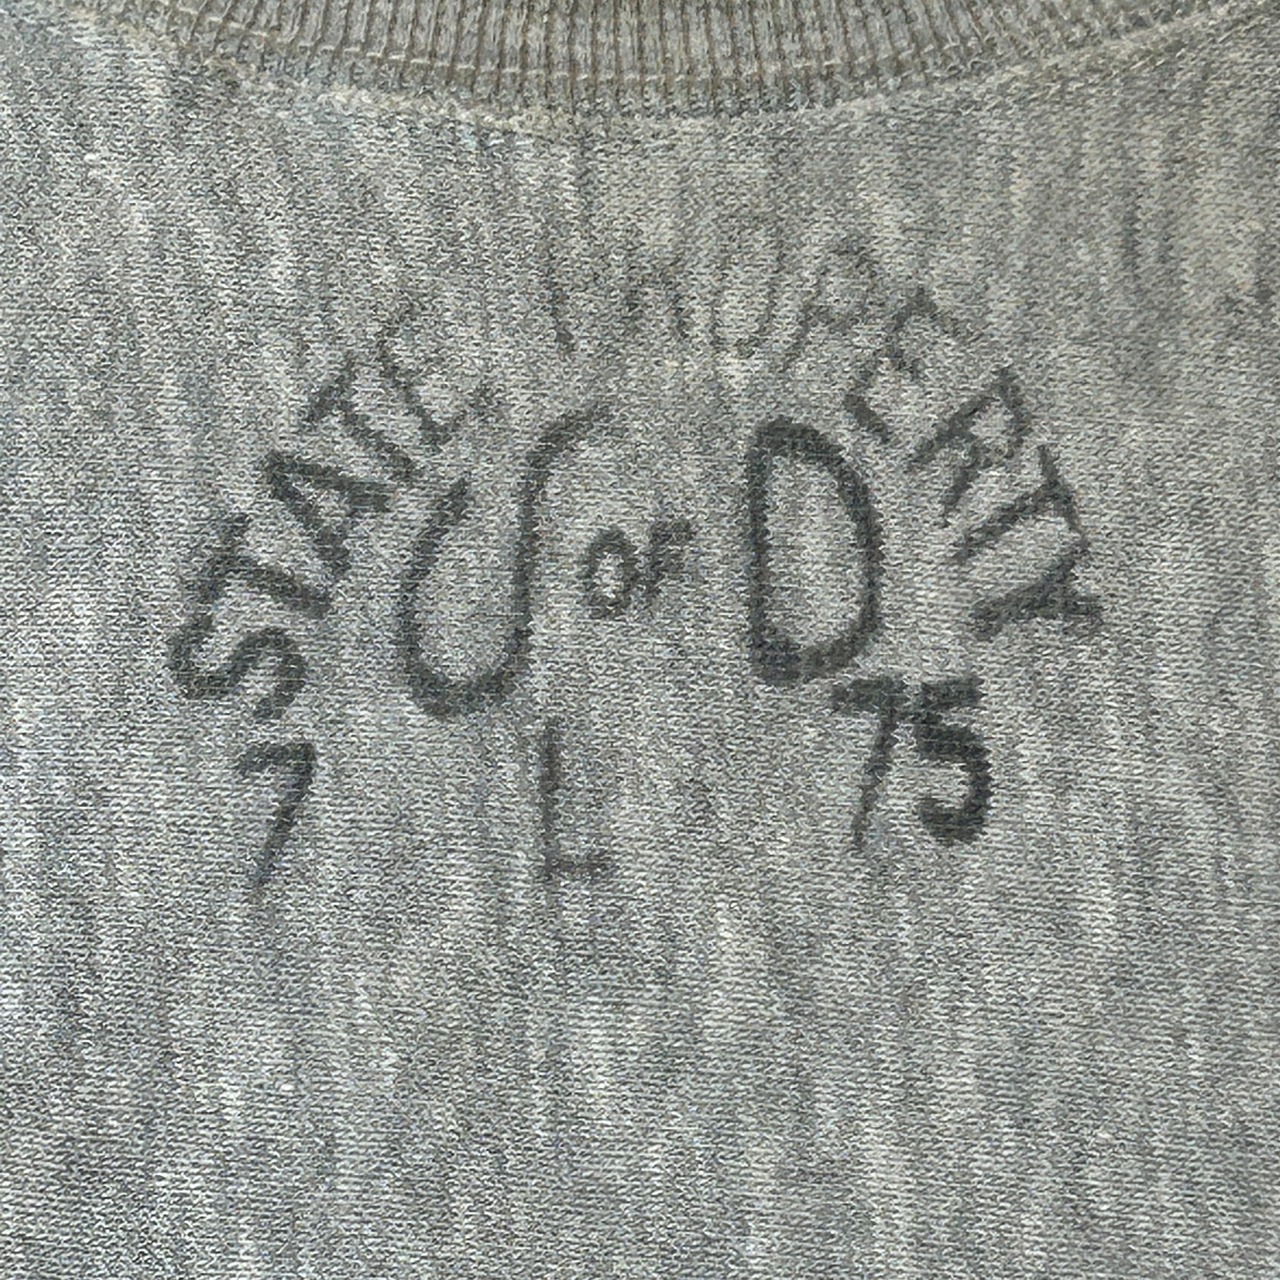 STATE PROPERTY
U OF D
7 L 75